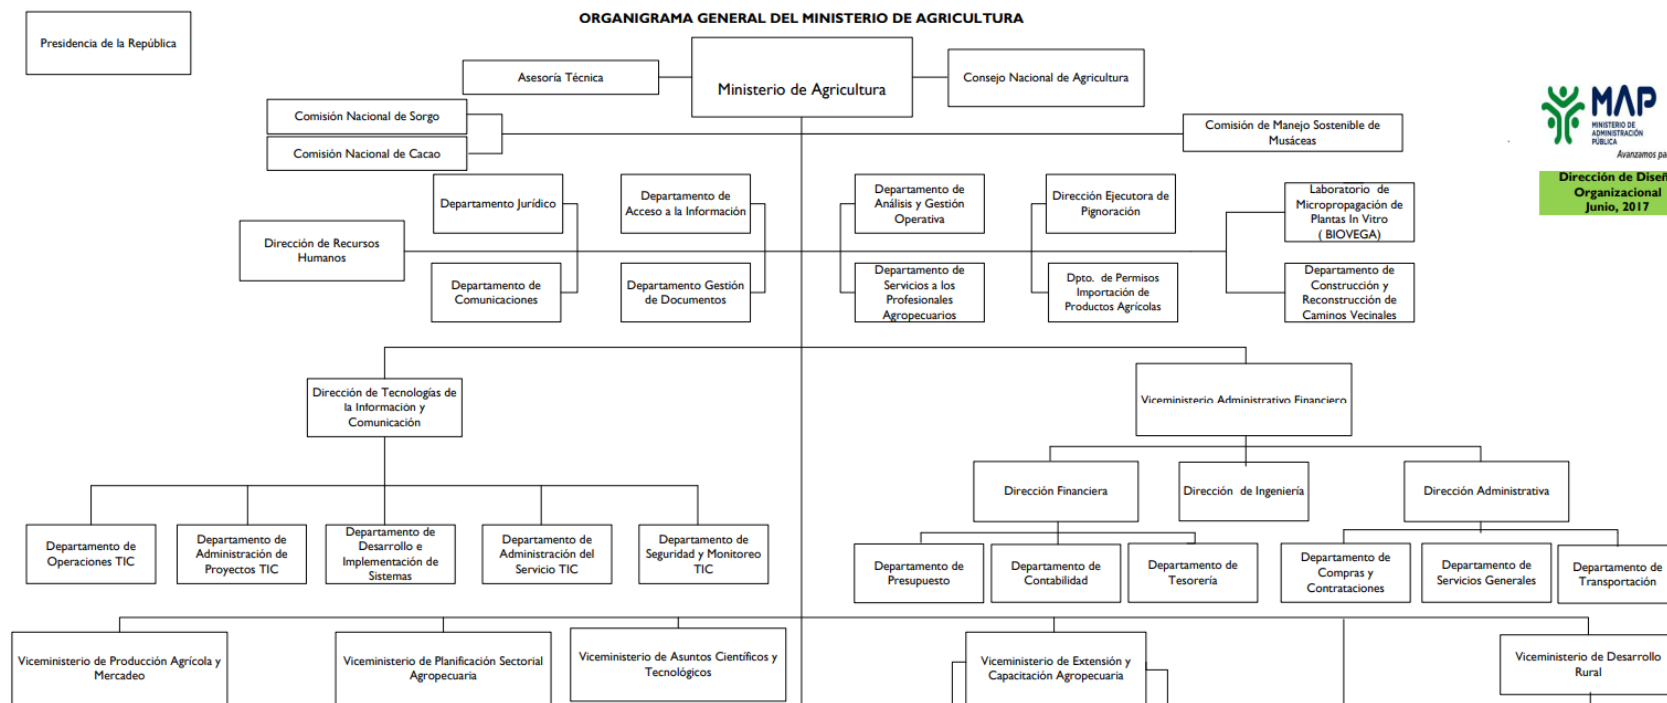 ORGANIGRAMA GENERAL DEL MINISTERIO DE AGRICULTURA
Presidencia de la República
Asesoría Técnica
Ministerio de Agricultura
Consejo Nacional de Agricultura
Comisión Nacional de Sorgo
Comisión Nacional de Cacao
Comisión de Manejo Sostenible de
Musáceas
MAP
MINISTERIO DE
ADMINISTRACIÓN
PÚBLICA
Avanzamos pa
Dirección de Diseñ
Organizacional
Junio, 2017
Departamento Jurídico
Departamento de
Acceso a la Información
Departamento de
Análisis y Gestión
Operativa
Dirección Ejecutora de
Pignoración
Laboratorio de
Micropropagación de
Plantas In Vitro
( BIOVEGA)
Dirección de Recursos
Humanos
Departamento de
Comunicaciones
Departamento Gestión
de Documentos
Departamento de
Servicios a los
Profesionales
Agropecuarios
Dpto. de Permisos
Importación de
Productos Agrícolas
Departamento de
Construcción y
Reconstrucción de
Caminos Vecinales
Dirección de Tecnologías de
la Información y
Comunicación
Viceministerio Administrativo Financiero
Dirección Financiera
Dirección de Ingeniería
Dirección Administrativa
Departamento de
Operaciones TIC
Departamento de
Administración de
Proyectos TIC
Departamento de
Desarrollo e
Implementación de
Sistemas
Departamento de
Administración del
Servicio TIC
Departamento de
Seguridad y Monitoreo
TIC
Departamento de
Presupuesto
Departamento de
Contabilidad
Departamento de
Tesorería
Departamento de
Compras y
Contrataciones
Departamento de
Servicios Generales
Departamento de
Transportación
Viceministerio de Producción Agrícola y
Mercadeo
Viceministerio de Planificación Sectorial
Agropecuaria
Viceministerio de Asuntos Científicos y
Tecnológicos
Viceministerio de Extensión y
Capacitación Agropecuaria
Viceministerio de Desarrollo
Rural